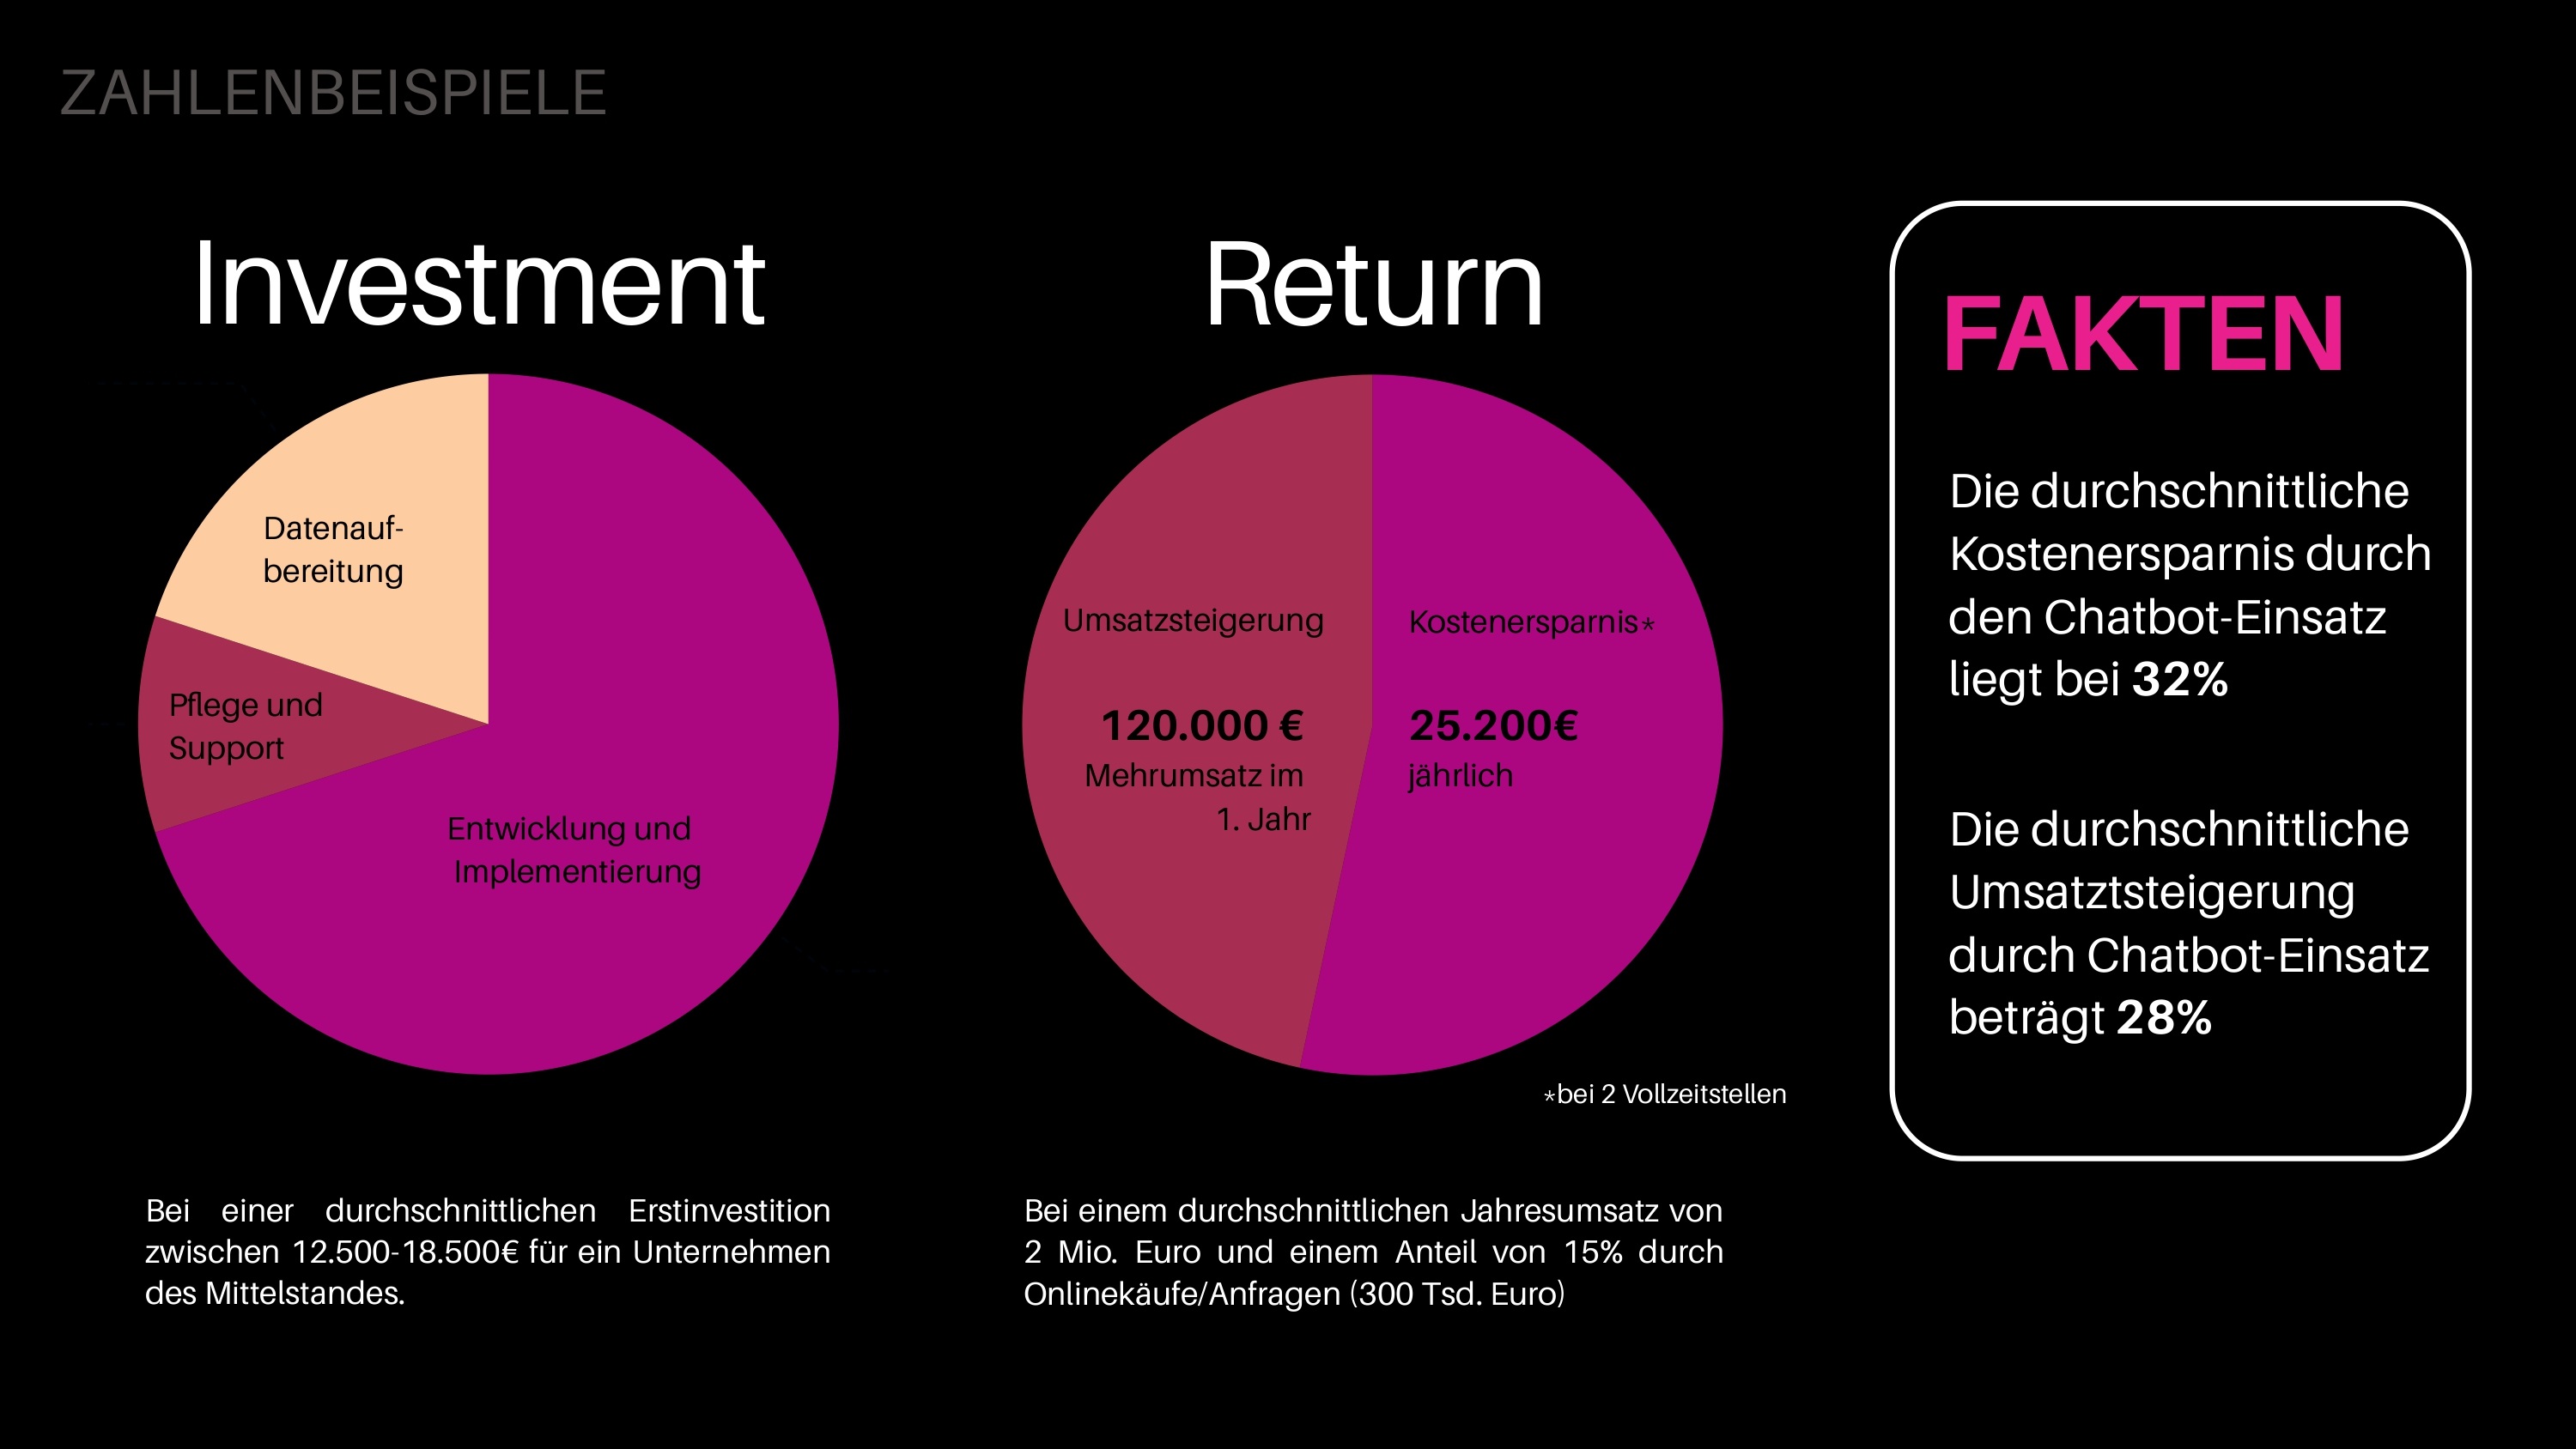 ZAHLENBEISPIELE
Investment
Datenauf-
bereitung
Pflege und
Support
Entwicklung und
Implementierung
Bei einer durchschnittlichen Erstinvestition
zwischen 12.500-18.500€ für ein Unternehmen
des Mittelstandes.
Return
Umsatzsteigerung
120.000 €
Mehrumsatz im
1. Jahr
Kostenersparnis*
25.200€
jährlich
*bei 2 Vollzeitstellen
Bei einem durchschnittlichen Jahresumsatz von
2 Mio. Euro und einem Anteil von 15% durch
Onlinekäufe/Anfragen (300 Tsd. Euro)
FAKTEN
Die durchschnittliche
Kostenersparnis durch
den Chatbot-Einsatz
liegt bei 32%
Die durchschnittliche
Umsatztsteigerung
durch Chatbot-Einsatz
beträgt 28%